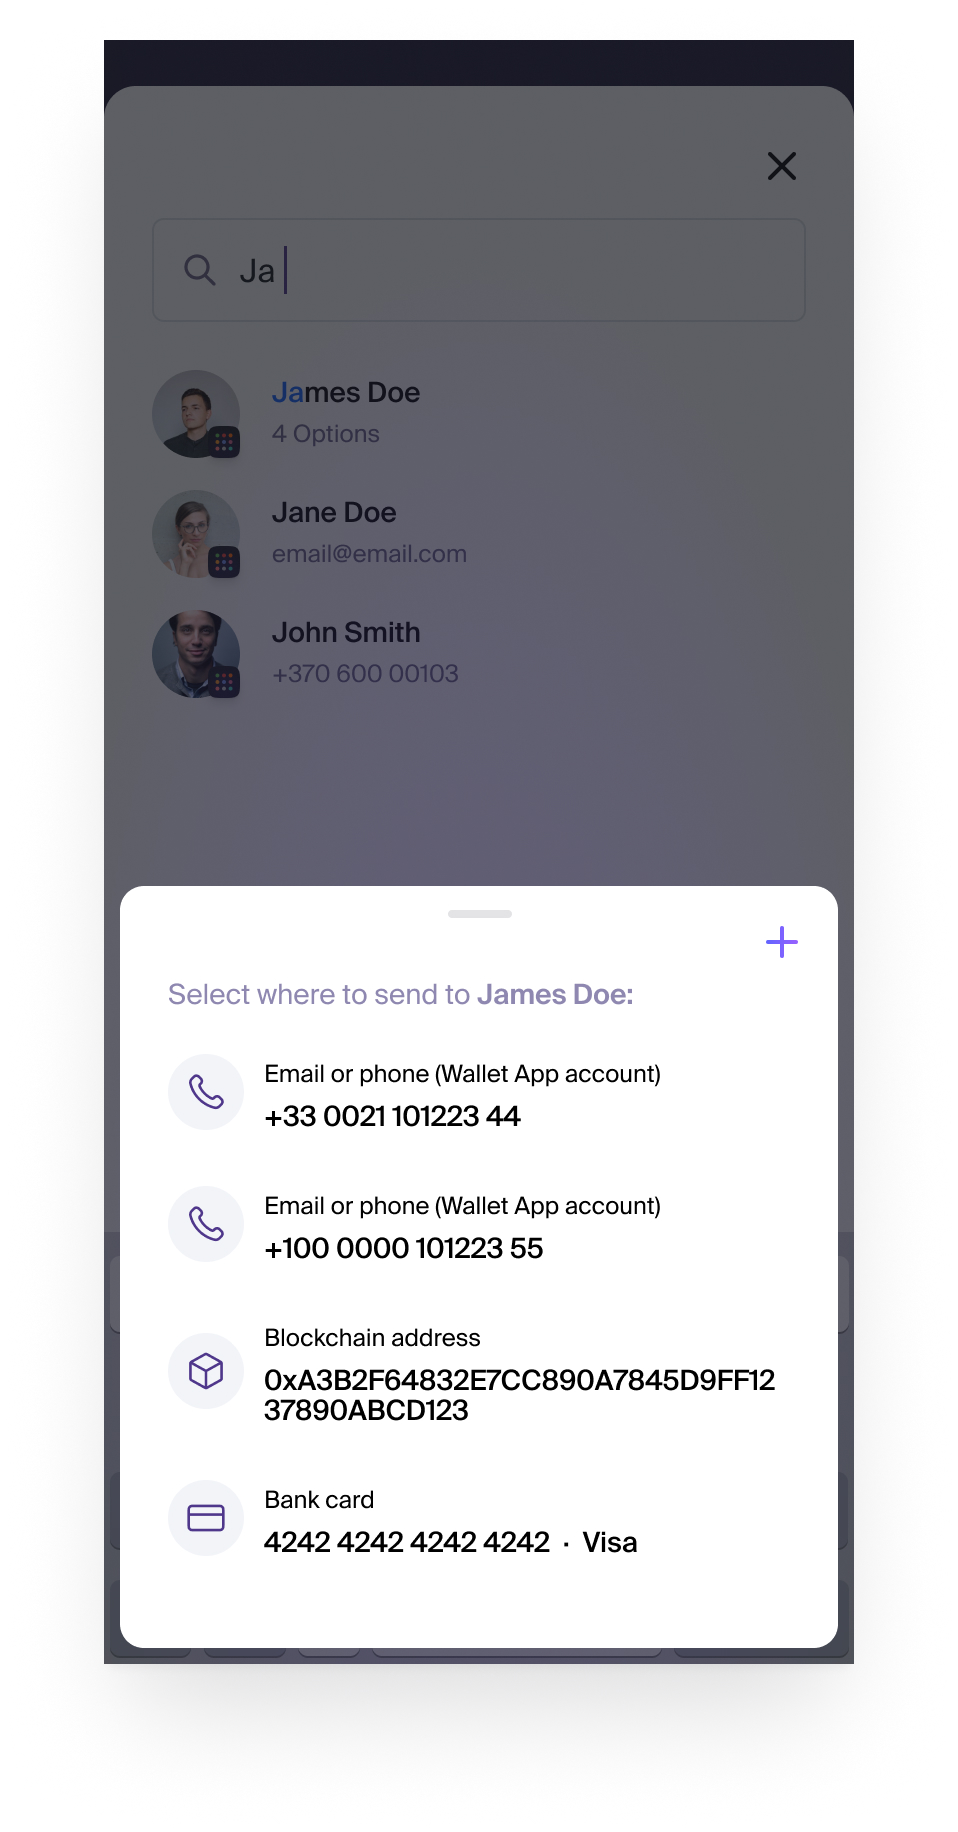 Ja
James Doe
4 Options
Jane Doe
email@email.com
John Smith
+370 600 00103
Select where to send to James Doe:
Email or phone (Wallet App account)
+33 0021 101223 44
Email or phone (Wallet App account)
+100 0000 101223 55
Blockchain address
0xA3B2F64832E7CC890A7845D9FF12
37890ABCD123
Bank card
4242 4242 4242 4242 · Visa